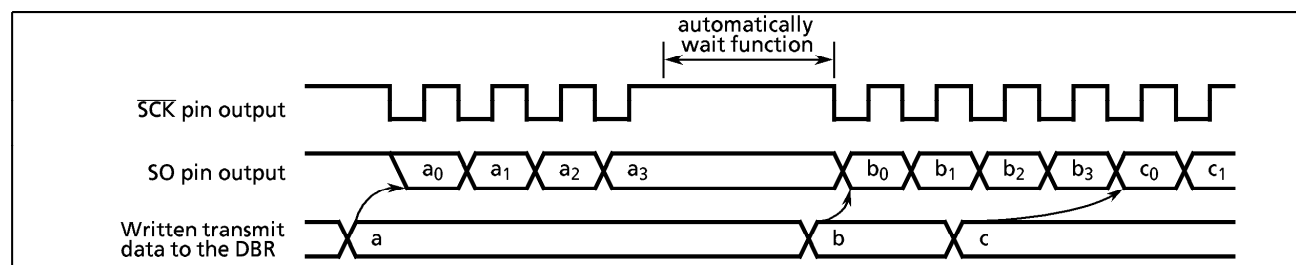 automatically
wait function
SCK pin output
SO pin output
a0 a1 a2 a3 b0 b1 b2 b3 c0 c1
Written transmit
data to the DBR
a b c